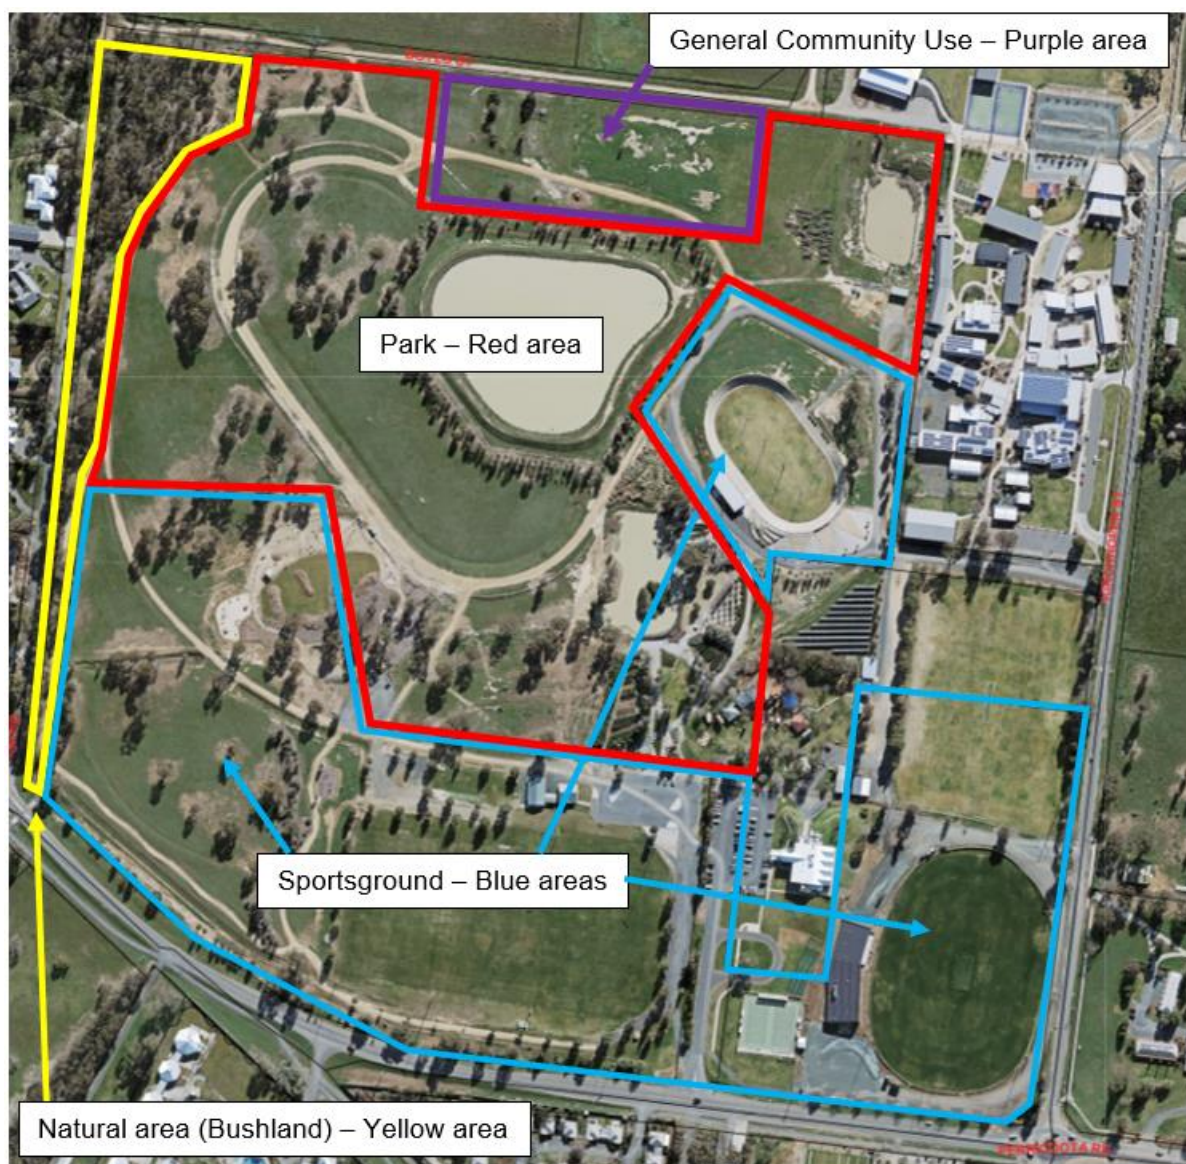 General Community Use – Purple area
Park – Red area
Sportsground – Blue areas
Natural area (Bushland) – Yellow area